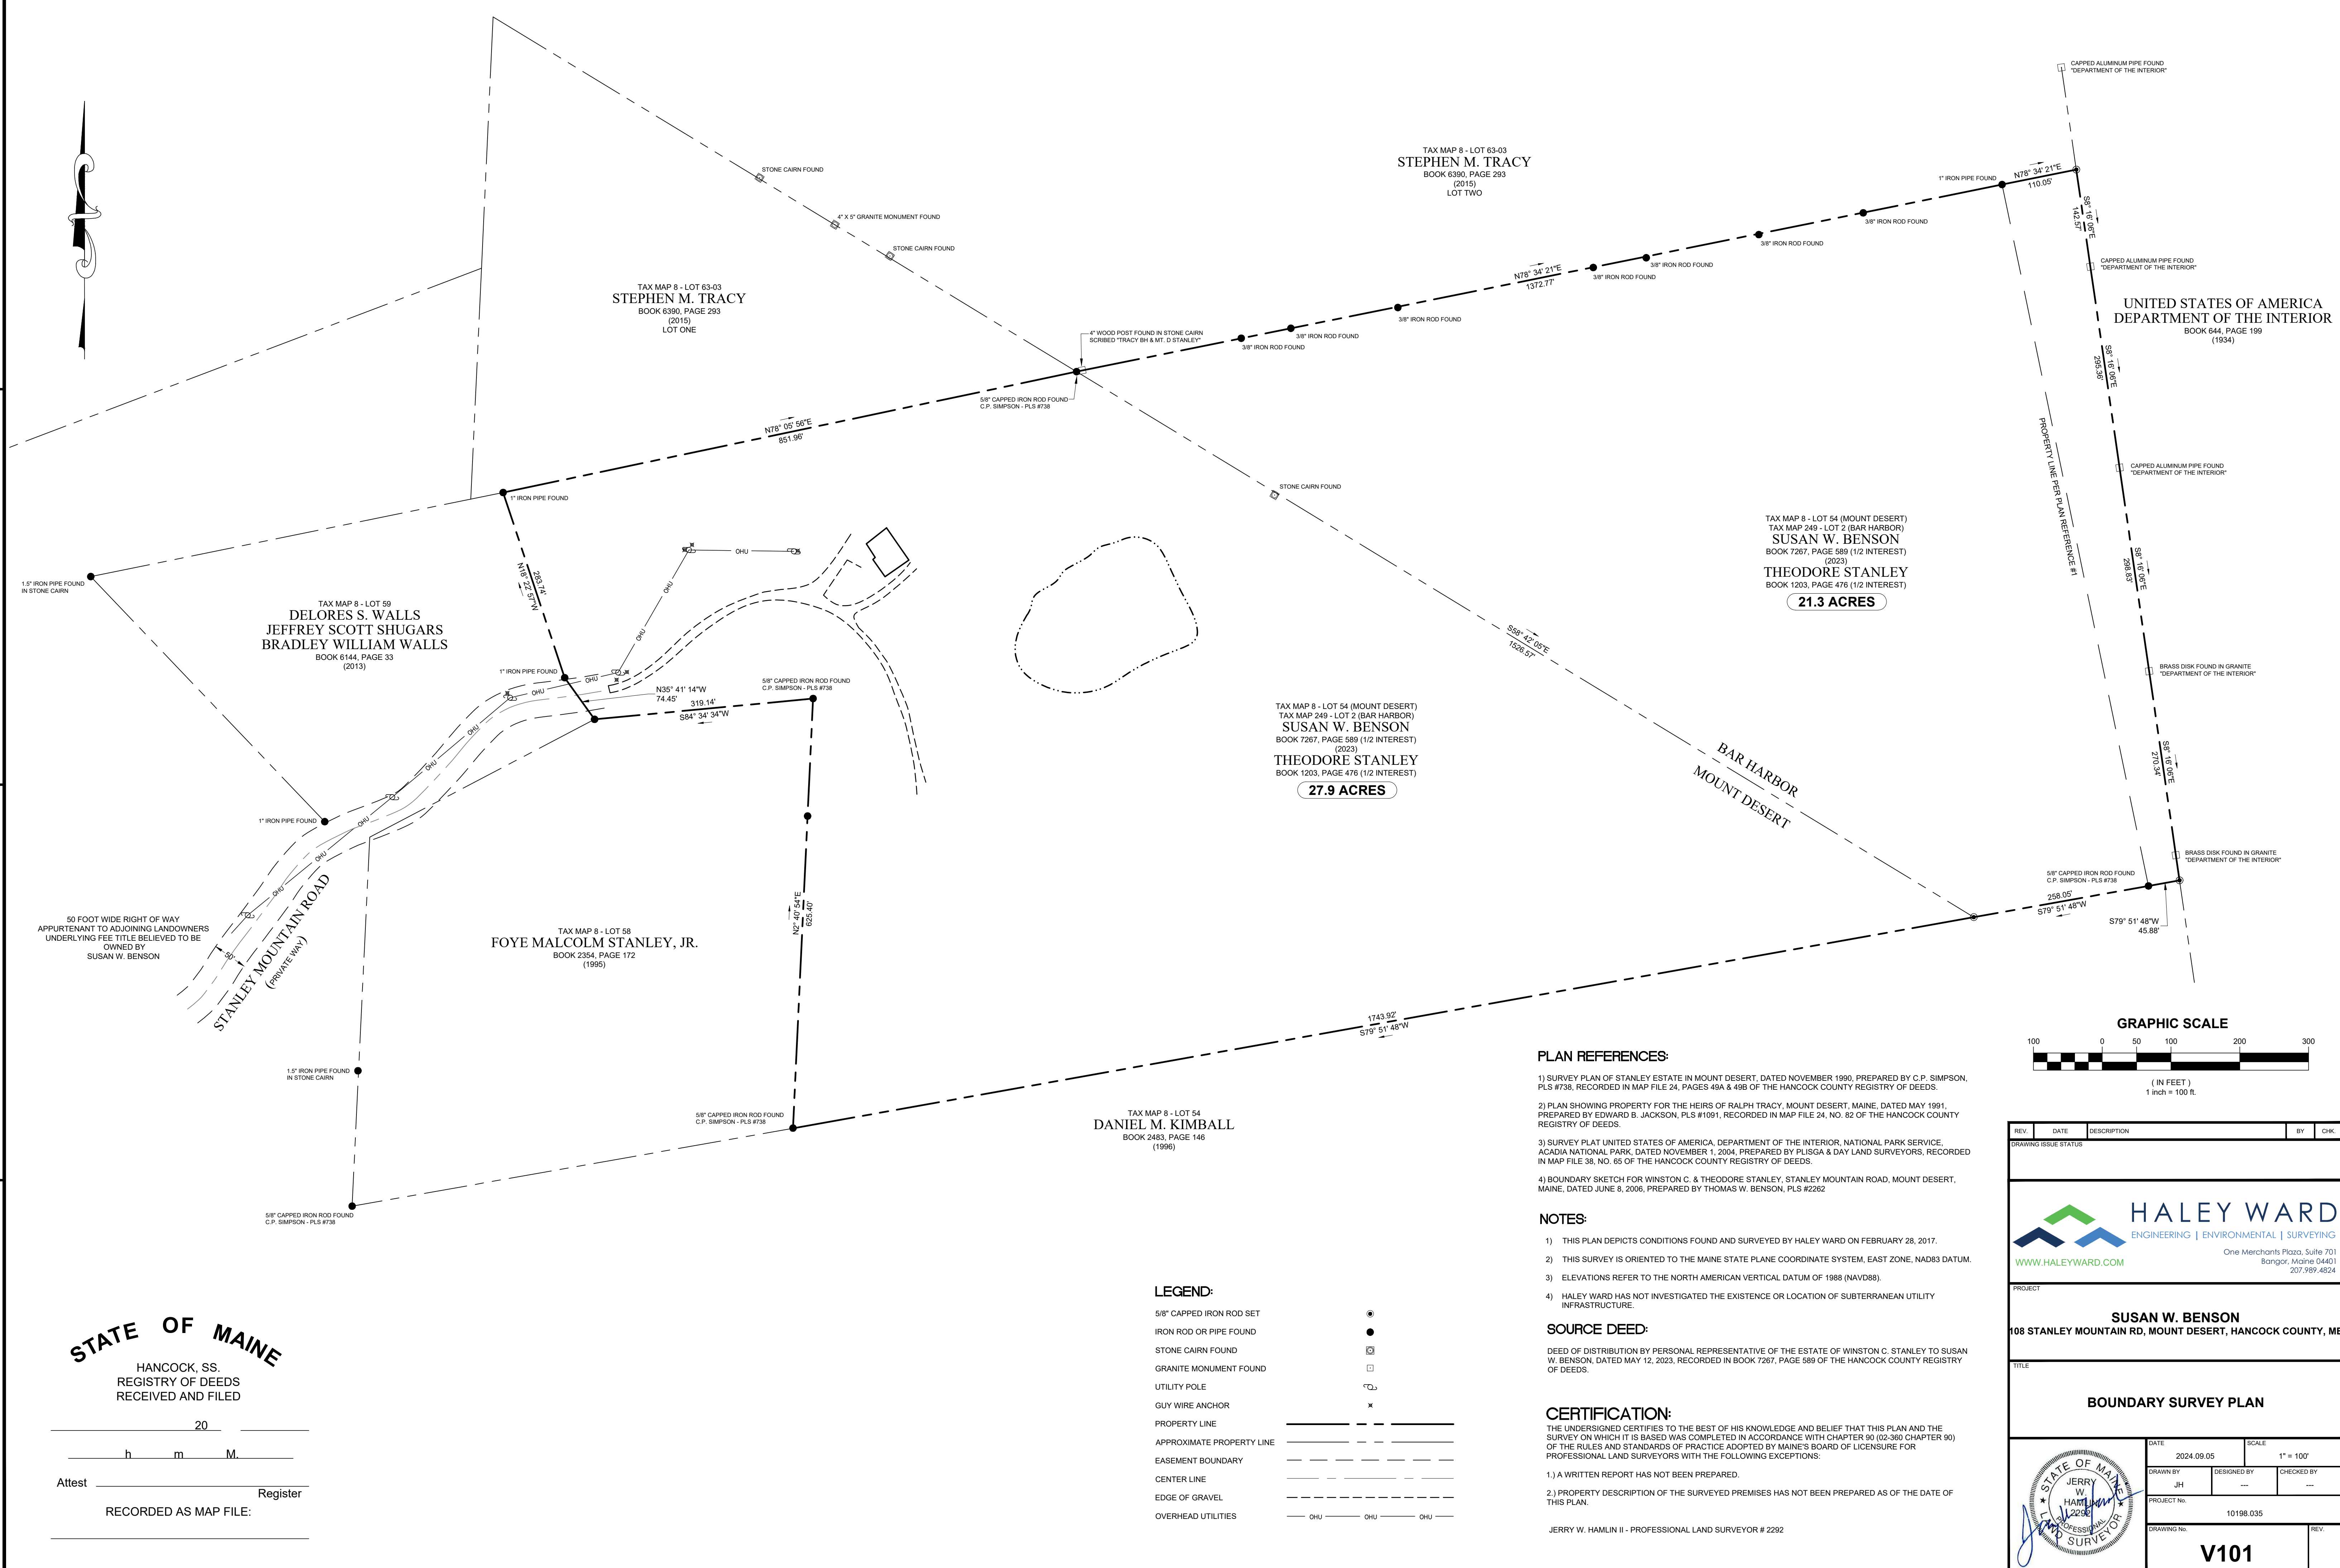 CAPPED ALUMINUM PIPE FOUND
"DEPARTMENT OF THE INTERIOR"
TAX MAP 8 - LOT 63-03
STEPHEN M. TRACY
BOOK 6390, PAGE 293
(2015)
LOT TWO
STONE CAIRN FOUND
4" X 5" GRANITE MONUMENT FOUND
STONE CAIRN FOUND
1" IRON PIPE FOUND
N78° 34' 21"E
110.05'
3/8" IRON ROD FOUND
3/8" IRON ROD FOUND
3/8" IRON ROD FOUND
3/8" IRON ROD FOUND
N78° 34' 21"E
1372.77'
3/8" IRON ROD FOUND
3/8" IRON ROD FOUND
3/8" IRON ROD FOUND
S8° 16' 06"E
142.57'
CAPPED ALUMINUM PIPE FOUND
"DEPARTMENT OF THE INTERIOR"
UNITED STATES OF AMERICA
DEPARTMENT OF THE INTERIOR
BOOK 644, PAGE 199
(1934)
S8° 16' 06"E
295.36'
TAX MAP 8 - LOT 63-03
STEPHEN M. TRACY
BOOK 6390, PAGE 293
(2015)
LOT ONE
4" WOOD POST FOUND IN STONE CAIRN
SCRIBED "TRACY BH & MT. D STANLEY"
5/8" CAPPED IRON ROD FOUND
C.P. SIMPSON - PLS #738
N78° 05' 56"E
851.96'
PROPERTY LINE PER PLAN REFERENCE #1
CAPPED ALUMINUM PIPE FOUND
"DEPARTMENT OF THE INTERIOR"
1" IRON PIPE FOUND
STONE CAIRN FOUND
TAX MAP 8 - LOT 54 (MOUNT DESERT)
TAX MAP 249 - LOT 2 (BAR HARBOR)
SUSAN W. BENSON
BOOK 7267, PAGE 589 (1/2 INTEREST)
(2023)
THEODORE STANLEY
BOOK 1203, PAGE 476 (1/2 INTEREST)
21.3 ACRES
S8° 16' 06"E
298.83'
1.5" IRON PIPE FOUND
IN STONE CAIRN
TAX MAP 8 - LOT 59
DELORES S. WALLS
JEFFREY SCOTT SHUGARS
BRADLEY WILLIAM WALLS
BOOK 6144, PAGE 33
(2013)
283.74'
N18° 22' 57"W
OHU
OHU
OHU
1" IRON PIPE FOUND
OHU
OHU
N35° 41' 14"W
74.45'
319.14'
S84° 34' 34"W
5/8" CAPPED IRON ROD FOUND
C.P. SIMPSON - PLS #738
S58° 42' 05"E
1526.57'
BRASS DISK FOUND IN GRANITE
"DEPARTMENT OF THE INTERIOR"
TAX MAP 8 - LOT 54 (MOUNT DESERT)
TAX MAP 249 - LOT 2 (BAR HARBOR)
SUSAN W. BENSON
BOOK 7267, PAGE 589 (1/2 INTEREST)
(2023)
THEODORE STANLEY
BOOK 1203, PAGE 476 (1/2 INTEREST)
27.9 ACRES
BAR HARBOR
MOUNT DESERT
S8° 16' 06"E
270.34'
OHU
OHU
OHU
OHU
OHU
1" IRON PIPE FOUND
BRASS DISK FOUND IN GRANITE
"DEPARTMENT OF THE INTERIOR"
5/8" CAPPED IRON ROD FOUND
C.P. SIMPSON - PLS #738
258.05'
S79° 51' 48"W
S79° 51' 48"W
45.88'
50 FOOT WIDE RIGHT OF WAY
APPURTENANT TO ADJOINING LANDOWNERS
UNDERLYING FEE TITLE BELIEVED TO BE
OWNED BY
SUSAN W. BENSON
50'
STANLEY MOUNTAIN ROAD
(PRIVATE WAY)
TAX MAP 8 - LOT 58
FOYE MALCOLM STANLEY, JR.
BOOK 2354, PAGE 172
(1995)
N2° 40' 54"E
625.40'
1743.92'
S79° 51' 48"W
1.5" IRON PIPE FOUND
IN STONE CAIRN
5/8" CAPPED IRON ROD FOUND
C.P. SIMPSON - PLS #738
TAX MAP 8 - LOT 54
DANIEL M. KIMBALL
BOOK 2483, PAGE 146
(1996)
5/8" CAPPED IRON ROD FOUND
C.P. SIMPSON - PLS #738
GRAPHIC SCALE
100 0 50 100 200 300
( IN FEET )
1 inch = 100 ft.
PLAN REFERENCES:
1) SURVEY PLAN OF STANLEY ESTATE IN MOUNT DESERT, DATED NOVEMBER 1990, PREPARED BY C.P. SIMPSON,
PLS #738, RECORDED IN MAP FILE 24, PAGES 49A & 49B OF THE HANCOCK COUNTY REGISTRY OF DEEDS.
2) PLAN SHOWING PROPERTY FOR THE HEIRS OF RALPH TRACY, MOUNT DESERT, MAINE, DATED MAY 1991,
PREPARED BY EDWARD B. JACKSON, PLS #1091, RECORDED IN MAP FILE 24, NO. 82 OF THE HANCOCK COUNTY
REGISTRY OF DEEDS.
3) SURVEY PLAT UNITED STATES OF AMERICA, DEPARTMENT OF THE INTERIOR, NATIONAL PARK SERVICE,
ACADIA NATIONAL PARK, DATED NOVEMBER 1, 2004, PREPARED BY PLISGA & DAY LAND SURVEYORS, RECORDED
IN MAP FILE 38, NO. 65 OF THE HANCOCK COUNTY REGISTRY OF DEEDS.
4) BOUNDARY SKETCH FOR WINSTON C. & THEODORE STANLEY, STANLEY MOUNTAIN ROAD, MOUNT DESERT,
MAINE, DATED JUNE 8, 2006, PREPARED BY THOMAS W. BENSON, PLS #2262
NOTES:
1) THIS PLAN DEPICTS CONDITIONS FOUND AND SURVEYED BY HALEY WARD ON FEBRUARY 28, 2017.
2) THIS SURVEY IS ORIENTED TO THE MAINE STATE PLANE COORDINATE SYSTEM, EAST ZONE, NAD83 DATUM.
3) ELEVATIONS REFER TO THE NORTH AMERICAN VERTICAL DATUM OF 1988 (NAVD88).
4) HALEY WARD HAS NOT INVESTIGATED THE EXISTENCE OR LOCATION OF SUBTERRANEAN UTILITY
INFRASTRUCTURE.
SOURCE DEED:
DEED OF DISTRIBUTION BY PERSONAL REPRESENTATIVE OF THE ESTATE OF WINSTON C. STANLEY TO SUSAN
W. BENSON, DATED MAY 12, 2023, RECORDED IN BOOK 7267, PAGE 589 OF THE HANCOCK COUNTY REGISTRY
OF DEEDS.
CERTIFICATION:
THE UNDERSIGNED CERTIFIES TO THE BEST OF HIS KNOWLEDGE AND BELIEF THAT THIS PLAN AND THE
SURVEY ON WHICH IT IS BASED WAS COMPLETED IN ACCORDANCE WITH CHAPTER 90 (02-360 CHAPTER 90)
OF THE RULES AND STANDARDS OF PRACTICE ADOPTED BY MAINE'S BOARD OF LICENSURE FOR
PROFESSIONAL LAND SURVEYORS WITH THE FOLLOWING EXCEPTIONS:
1.) A WRITTEN REPORT HAS NOT BEEN PREPARED.
2.) PROPERTY DESCRIPTION OF THE SURVEYED PREMISES HAS NOT BEEN PREPARED AS OF THE DATE OF
THIS PLAN.
JERRY W. HAMLIN II - PROFESSIONAL LAND SURVEYOR # 2292
LEGEND:
5/8" CAPPED IRON ROD SET
IRON ROD OR PIPE FOUND
STONE CAIRN FOUND
GRANITE MONUMENT FOUND
UTILITY POLE
GUY WIRE ANCHOR
PROPERTY LINE
APPROXIMATE PROPERTY LINE
EASEMENT BOUNDARY
CENTER LINE
EDGE OF GRAVEL
OVERHEAD UTILITIES OHU OHU OHU
STATE OF MAINE
HANCOCK, SS.
REGISTRY OF DEEDS
RECEIVED AND FILED
20
h m M.
Attest
Register
RECORDED AS MAP FILE:
REV. DATE DESCRIPTION BY CHK.
DRAWING ISSUE STATUS
HALEY WARD
ENGINEERING | ENVIRONMENTAL | SURVEYING
One Merchants Plaza, Suite 701
WWW.HALEYWARD.COM Bangor, Maine 04401
207.989.4824
PROJECT
SUSAN W. BENSON
108 STANLEY MOUNTAIN RD, MOUNT DESERT, HANCOCK COUNTY, ME
TITLE
BOUNDARY SURVEY PLAN
STATE OF MAINE
JERRY
W.
HAMLIN
2292
PROFESSIONAL
LAND SURVEYOR
DATE SCALE
2024.09.05 1" = 100'
DRAWN BY DESIGNED BY CHECKED BY
JH --- ---
PROJECT No.
10198.035
DRAWING No. REV.
V101